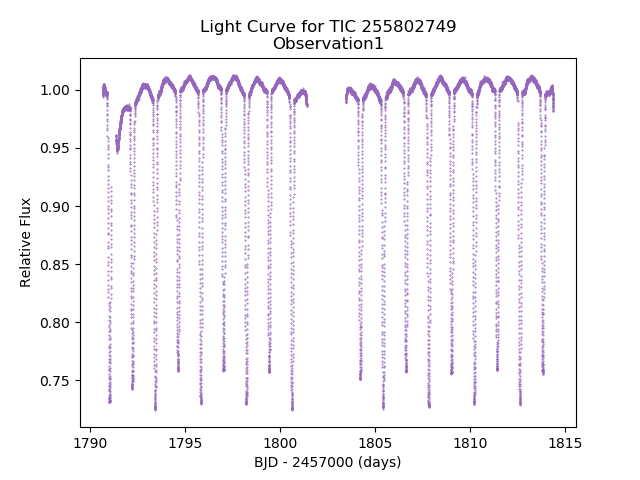 Light Curve for TIC 255802749
Observation1
1.00
0.95
0.90
0.85
0.80
0.75
Relative Flux
1790 1795 1800 1805 1810 1815
BJD - 2457000 (days)